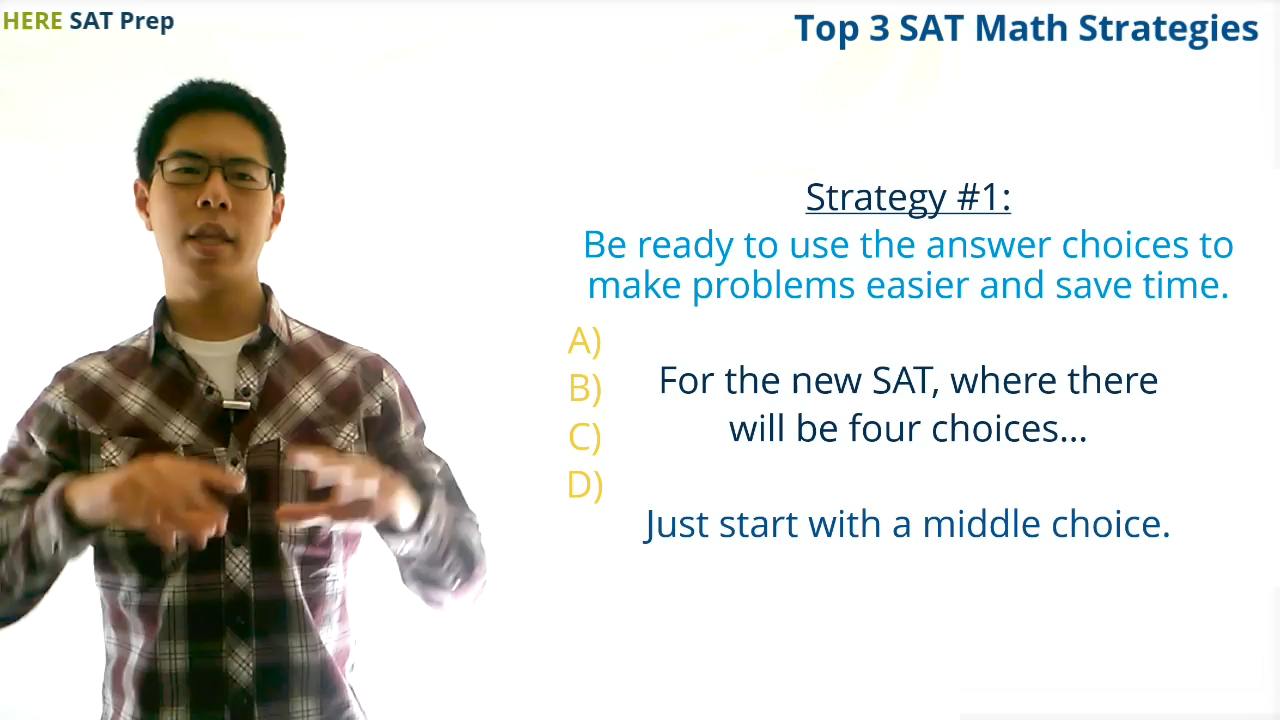 HERE SAT Prep
Top 3 SAT Math Strategies
Strategy #1:
Be ready to use the answer choices to
make problems easier and save time.
A)
B)
C)
D)
For the new SAT, where there
will be four choices...
Just start with a middle choice.